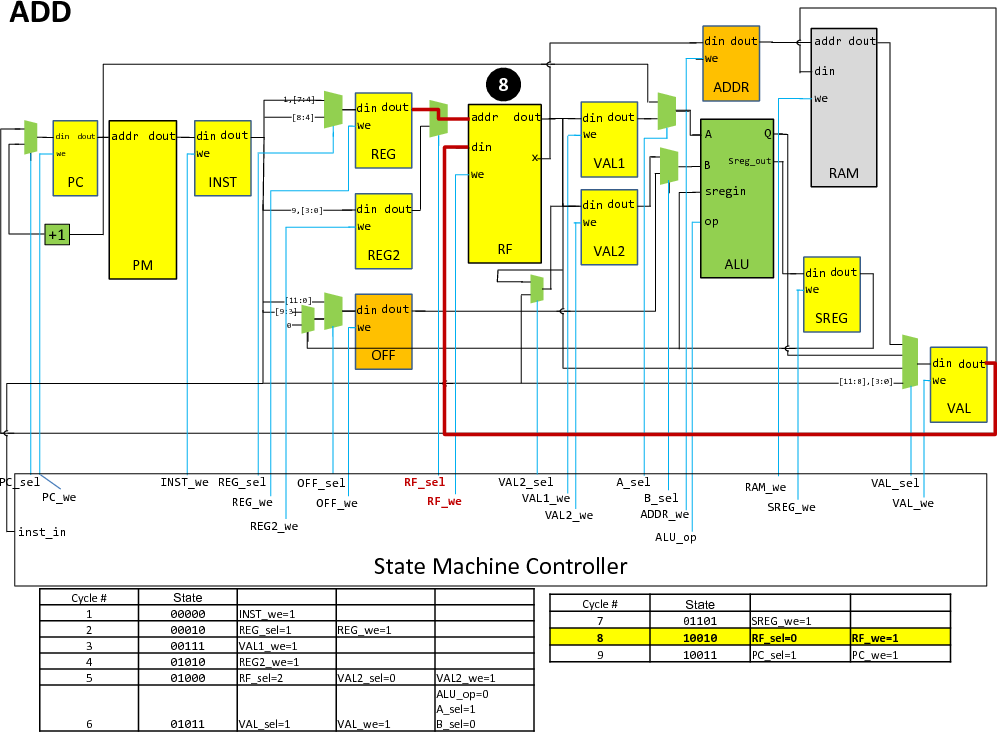 ADD
8
din dout
we
PC
addr dout
PM
din dout
we
INST
+1
1,[7:4]
[8:4]
din dout
we
REG
9,[3:0]
din dout
we
REG2
[11:0]
[9:3]
0
din dout
we
OFF
addr dout
din
x
we
RF
din dout
we
VAL1
din dout
we
VAL2
din dout
we
ADDR
A Q
Sreg_out
B
sregin
op
ALU
addr dout
din
we
RAM
din dout
we
SREG
[11:8],[3:0]
din dout
we
VAL
PC_sel
PC_we
INST_we
REG_sel
REG_we
REG2_we
OFF_sel
OFF_we
RF_sel
RF_we
VAL2_sel
VAL1_we
VAL2_we
A_sel
B_sel
ADDR_we
ALU_op
RAM_we
SREG_we
VAL_sel
VAL_we
inst_in
State Machine Controller
Cycle # State
1 00000 INST_we=1
2 00010 REG_sel=1 REG_we=1
3 00111 VAL1_we=1
4 01010 REG2_we=1
5 01000 RF_sel=2 VAL2_sel=0 VAL2_we=1
ALU_op=0
A_sel=1
6 01011 VAL_sel=1 VAL_we=1 B_sel=0
Cycle # State
7 01101 SREG_we=1
8 10010 RF_sel=0 RF_we=1
9 10011 PC_sel=1 PC_we=1